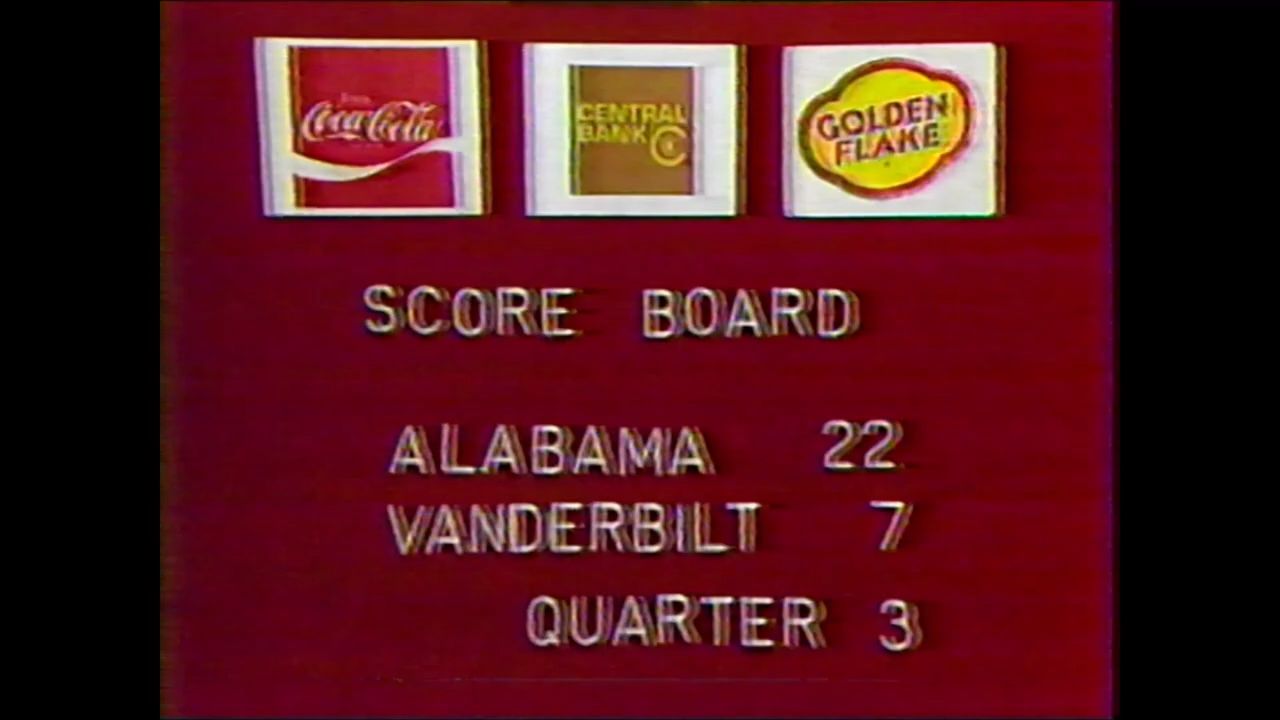 Coca-Cola
CENTRAL
BANK
GOLDEN
FLAKE
SCORE BOARD
ALABAMA 22
VANDERBILT 7
QUARTER 3